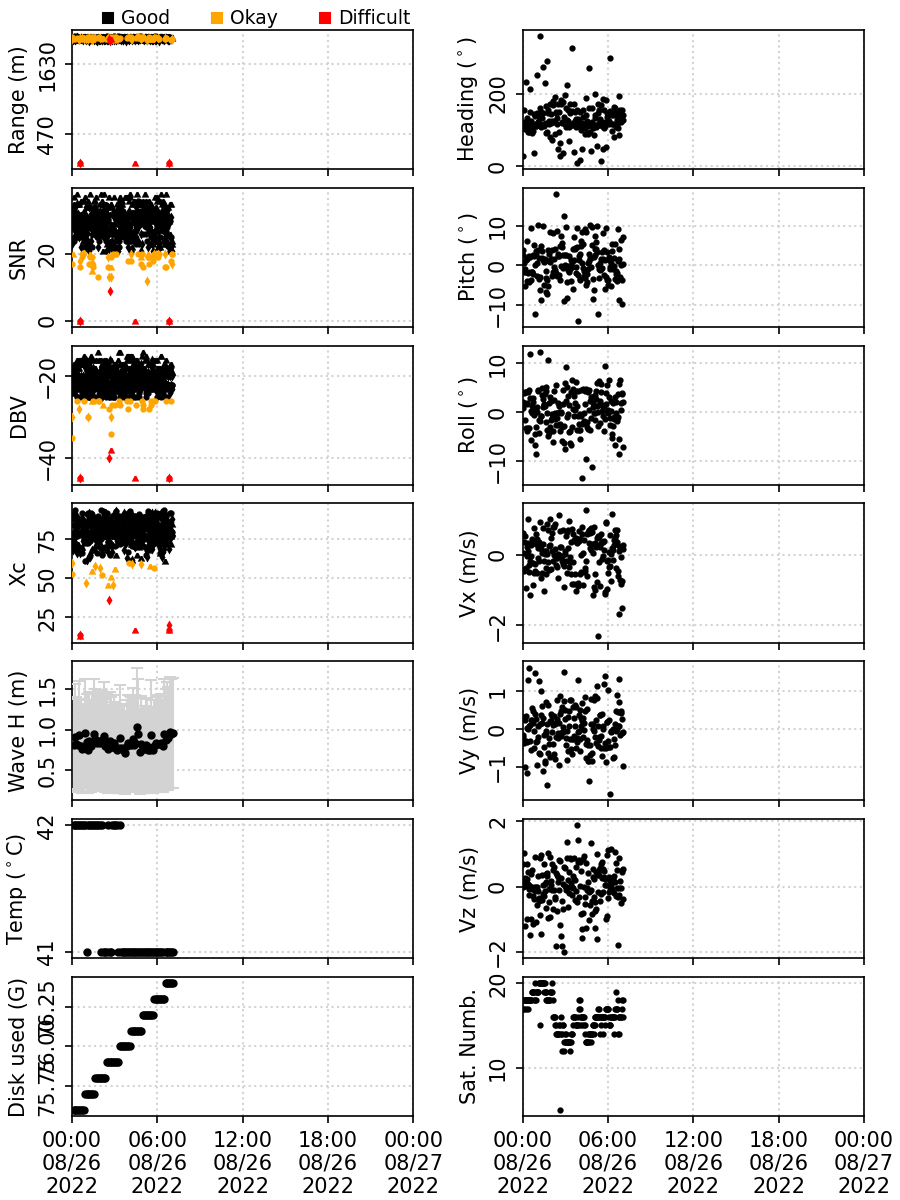 Good Okay Difficult
Range (m)
1630
470
Heading (°)
200
0
SNR
20
0
Pitch (°)
10
0
−10
DBV
−20
−40
Roll (°)
10
0
−10
Xc
75
50
25
Vx (m/s)
0
−2
Wave H (m)
1.5
1.0
0.5
Vy (m/s)
1
0
−1
Temp (°C)
42
41
Vz (m/s)
2
0
−2
Disk used (G)
76.25
76.00
75.75
Sat. Numb.
20
10
00:00 06:00 12:00 18:00 00:00 00:00 06:00 12:00 18:00 00:00
08/26 08/26 08/26 08/26 08/27 08/26 08/26 08/26 08/26 08/27
2022 2022 2022 2022 2022 2022 2022 2022 2022 2022